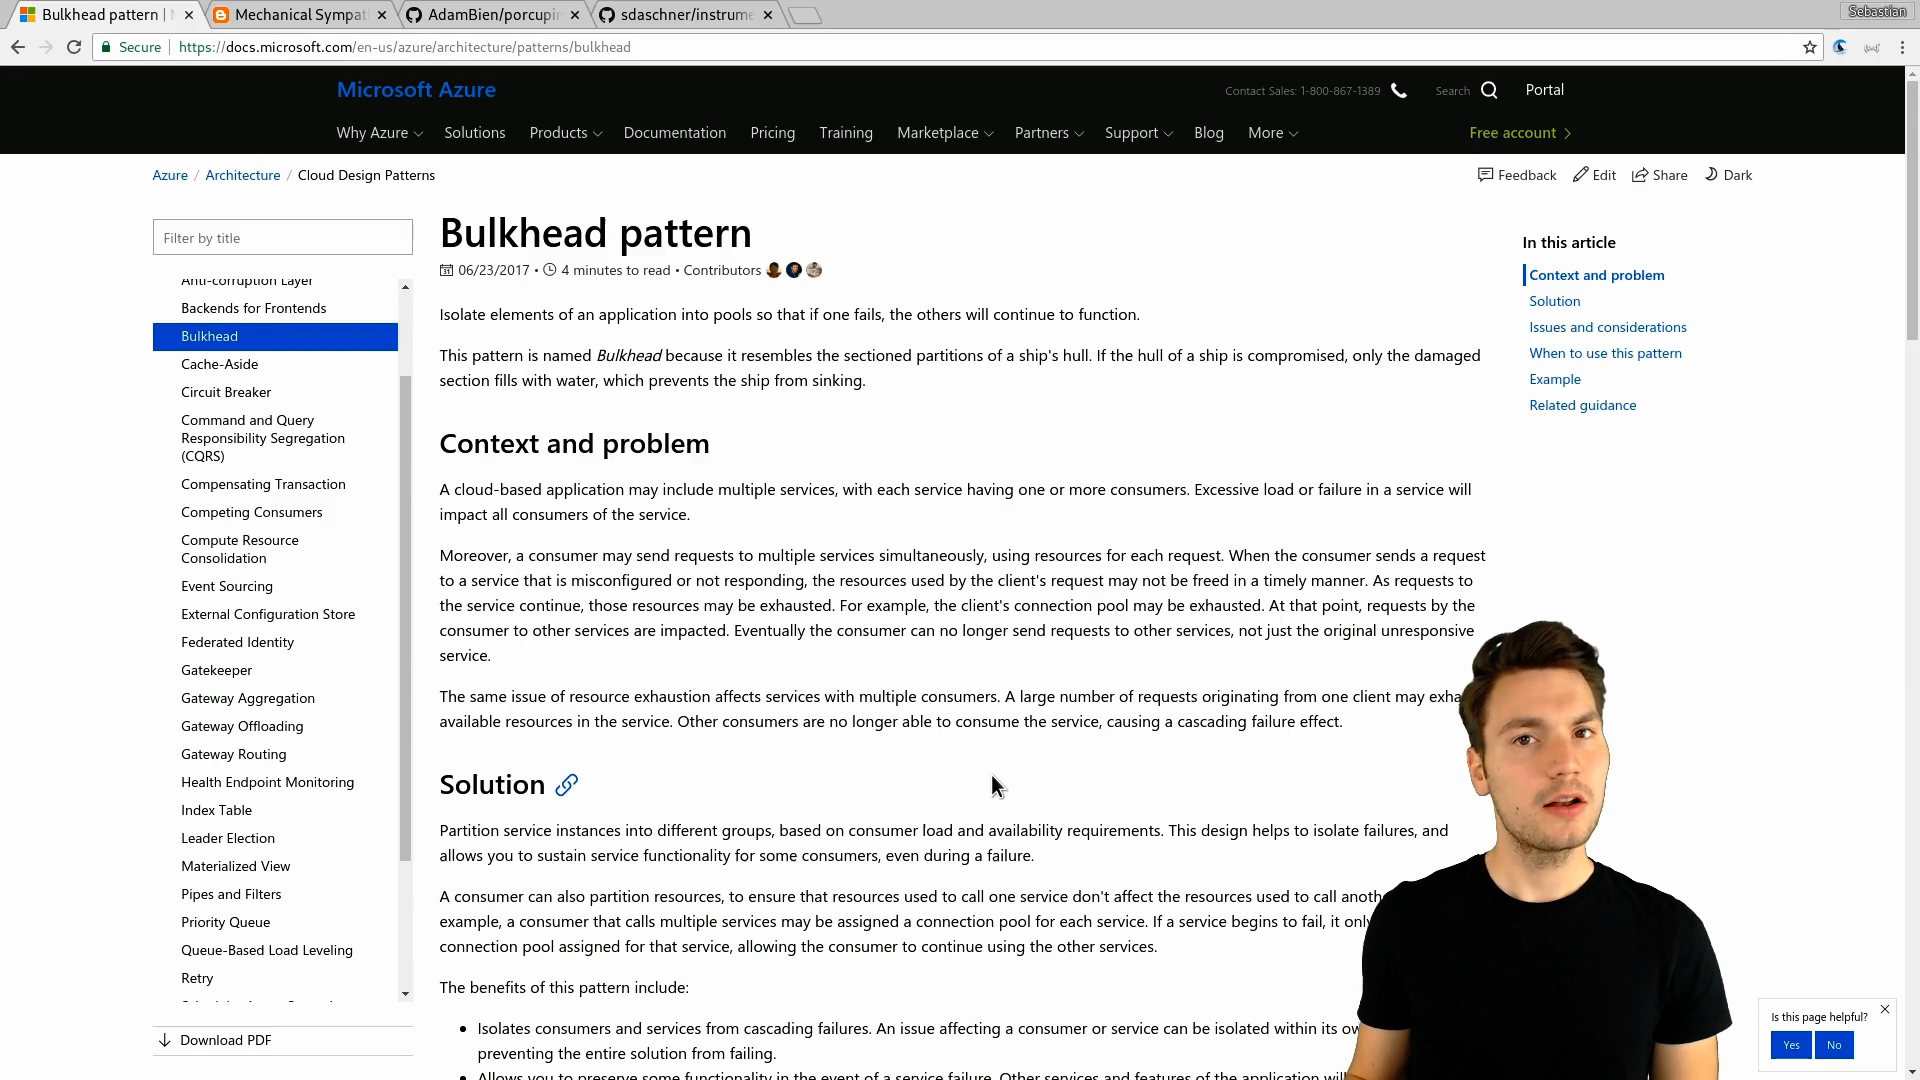 Bulkhead pattern |
Mechanical Sympat
AdamBien/porcupin
sdaschner/instrume
Sebastian
Secure
https://docs.microsoft.com/en-us/azure/architecture/patterns/bulkhead
Microsoft Azure
Contact Sales: 1-800-867-1389
Search
Portal
Why Azure
Solutions
Products
Documentation
Pricing
Training
Marketplace
Partners
Support
Blog
More
Free account
Azure / Architecture / Cloud Design Patterns
Feedback
Edit
Share
Dark
Filter by title
Anti-corruption Layer
Backends for Frontends
Bulkhead
Cache-Aside
Circuit Breaker
Command and Query
Responsibility Segregation
(CQRS)
Compensating Transaction
Competing Consumers
Compute Resource
Consolidation
Event Sourcing
External Configuration Store
Federated Identity
Gatekeeper
Gateway Aggregation
Gateway Offloading
Gateway Routing
Health Endpoint Monitoring
Index Table
Leader Election
Materialized View
Pipes and Filters
Priority Queue
Queue-Based Load Leveling
Retry
Download PDF
Bulkhead pattern
06/23/2017 • 4 minutes to read • Contributors
Isolate elements of an application into pools so that if one fails, the others will continue to function.
This pattern is named Bulkhead because it resembles the sectioned partitions of a ship's hull. If the hull of a ship is compromised, only the damaged
section fills with water, which prevents the ship from sinking.
Context and problem
A cloud-based application may include multiple services, with each service having one or more consumers. Excessive load or failure in a service will
impact all consumers of the service.
Moreover, a consumer may send requests to multiple services simultaneously, using resources for each request. When the consumer sends a request
to a service that is misconfigured or not responding, the resources used by the client's request may not be freed in a timely manner. As requests to
the service continue, those resources may be exhausted. For example, the client's connection pool may be exhausted. At that point, requests by the
consumer to other services are impacted. Eventually the consumer can no longer send requests to other services, not just the original unresponsive
service.
The same issue of resource exhaustion affects services with multiple consumers. A large number of requests originating from one client may exha
available resources in the service. Other consumers are no longer able to consume the service, causing a cascading failure effect.
Solution
Partition service instances into different groups, based on consumer load and availability requirements. This design helps to isolate failures, and
allows you to sustain service functionality for some consumers, even during a failure.
A consumer can also partition resources, to ensure that resources used to call one service don't affect the resources used to call anothe
example, a consumer that calls multiple services may be assigned a connection pool for each service. If a service begins to fail, it only
connection pool assigned for that service, allowing the consumer to continue using the other services.
The benefits of this pattern include:
• Isolates consumers and services from cascading failures. An issue affecting a consumer or service can be isolated within its ow
preventing the entire solution from failing.
• Allows you to preserve some functionality in the event of a service failure. Other services and features of the application will
In this article
Context and problem
Solution
Issues and considerations
When to use this pattern
Example
Related guidance
Is this page helpful?
Yes
No